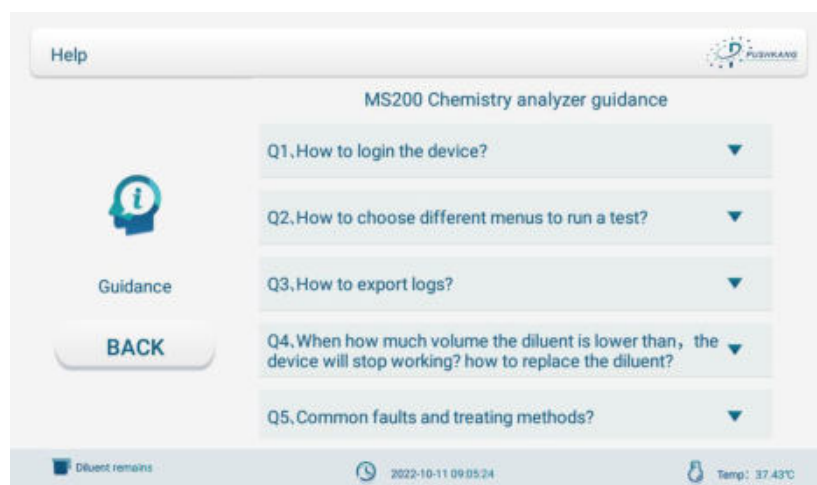 Help
PUSHKANG
MS200 Chemistry analyzer guidance
Q1、How to login the device?
Q2、How to choose different menus to run a test?
Guidance
Q3、How to export logs?
BACK
Q4、When how much volume the diluent is lower than，the
device will stop working? how to replace the diluent?
Q5、Common faults and treating methods?
Diluent remains
2022-10-11 09:05:24
Temp: 37.43℃